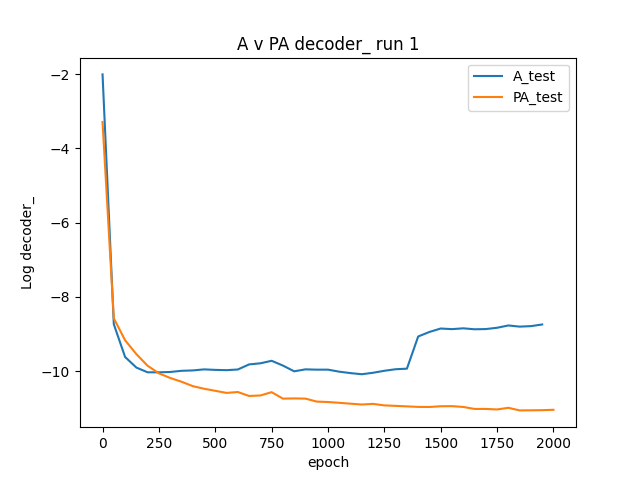 A v PA decoder_ run 1
A_test
PA_test
Log decoder_
−2
−4
−6
−8
−10
0 250 500 750 1000 1250 1500 1750 2000
epoch